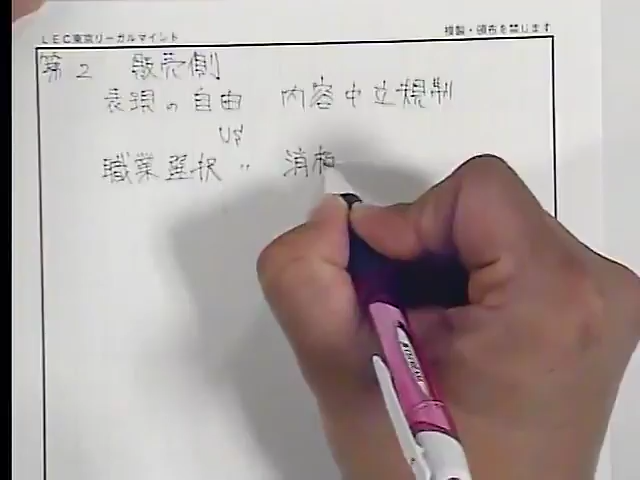 LEC東京リーガルマインド 複製・頒布を禁じます
第2 販売側
表現の自由 内容中立規制
VS
職業選択 〃 消極